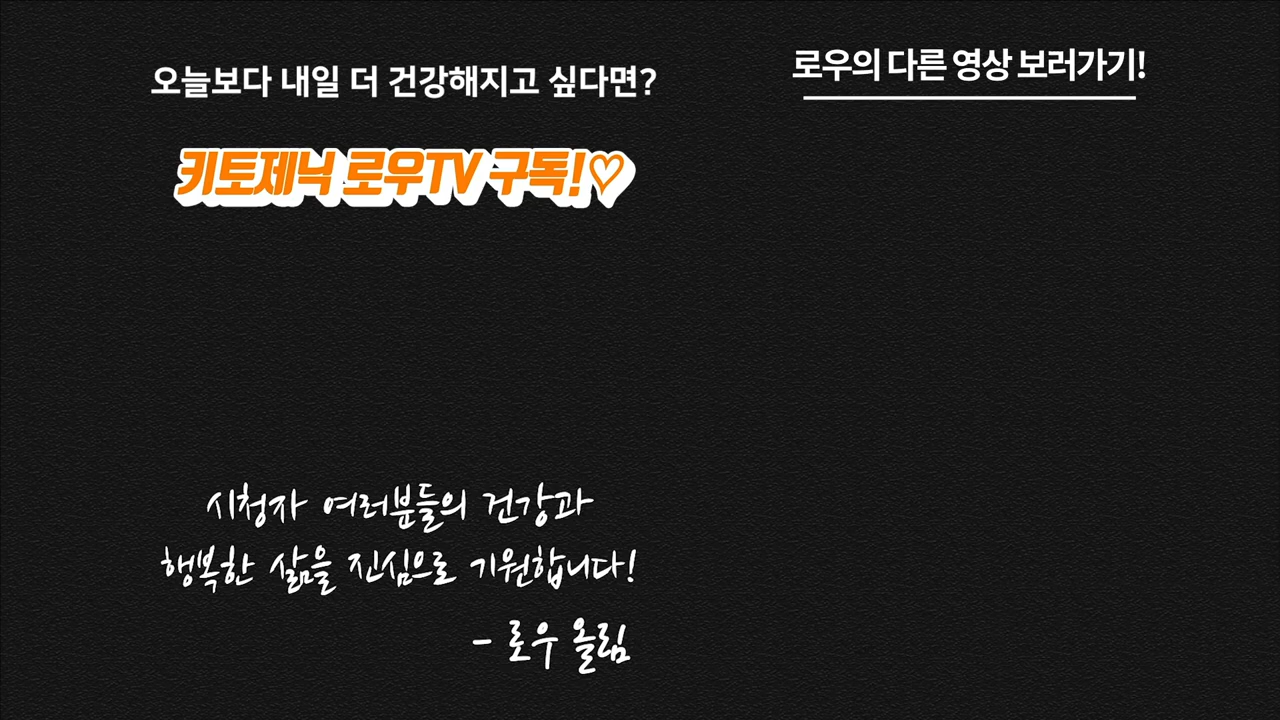 오늘보다 내일 더 건강해지고 싶다면?
키토제닉 로우TV 구독!♡
로우의 다른 영상 보러가기!
시청자 여러분들의 건강과
행복한 삶을 진심으로 기원합니다!
- 로우 올림